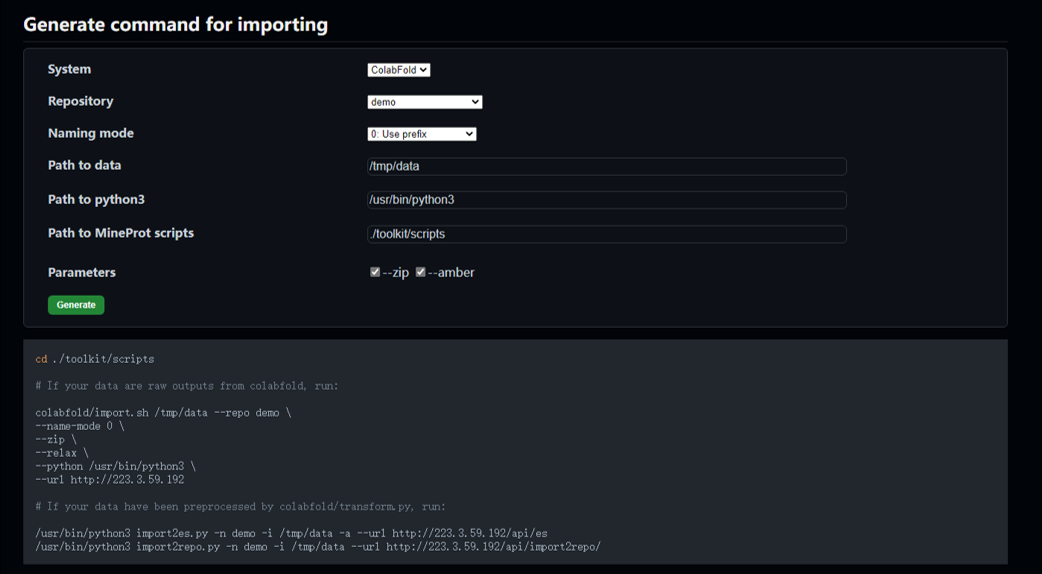 Generate command for importing
System ColabFold
Repository demo
Naming mode 0: Use prefix
Path to data /tmp/data
Path to python3 /usr/bin/python3
Path to MineProt scripts ./toolkit/scripts
Parameters --zip --amber
Generate
cd ./toolkit/scripts
# If your data are raw outputs from colabfold, run:
colabfold/import.sh /tmp/data --repo demo \
--name-mode 0 \
--zip \
--relax \
--python /usr/bin/python3 \
--url http://223.3.59.192
# If your data have been preprocessed by colabfold/transform.py, run:
/usr/bin/python3 import2es.py -n demo -i /tmp/data -a --url http://223.3.59.192/api/es
/usr/bin/python3 import2repo.py -n demo -i /tmp/data --url http://223.3.59.192/api/import2repo/